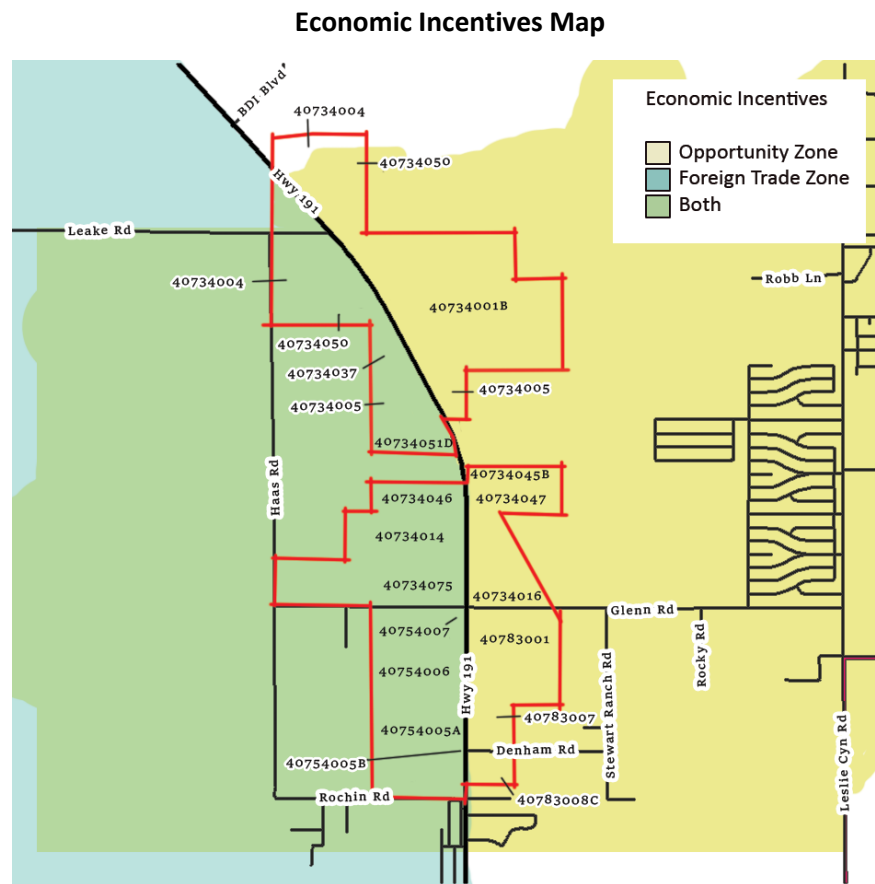 Economic Incentives Map
BDI Blvd
40734004
40734050
Economic Incentives
Opportunity Zone
Foreign Trade Zone
Both
Hwy 191
Leake Rd
40734004
Robb Ln
40734001B
40734050
40734037
40734005
40734005
40734051D
Haas Rd
40734045B
40734046
40734047
40734014
40734075
40734016
Glenn Rd
40754007
40783001
Rocky Rd
40754006
Hwy 191
Stewart Ranch Rd
40783007
40754005A
Denham Rd
40754005B
Leslie Cyn Rd
Rochin Rd
40783008C